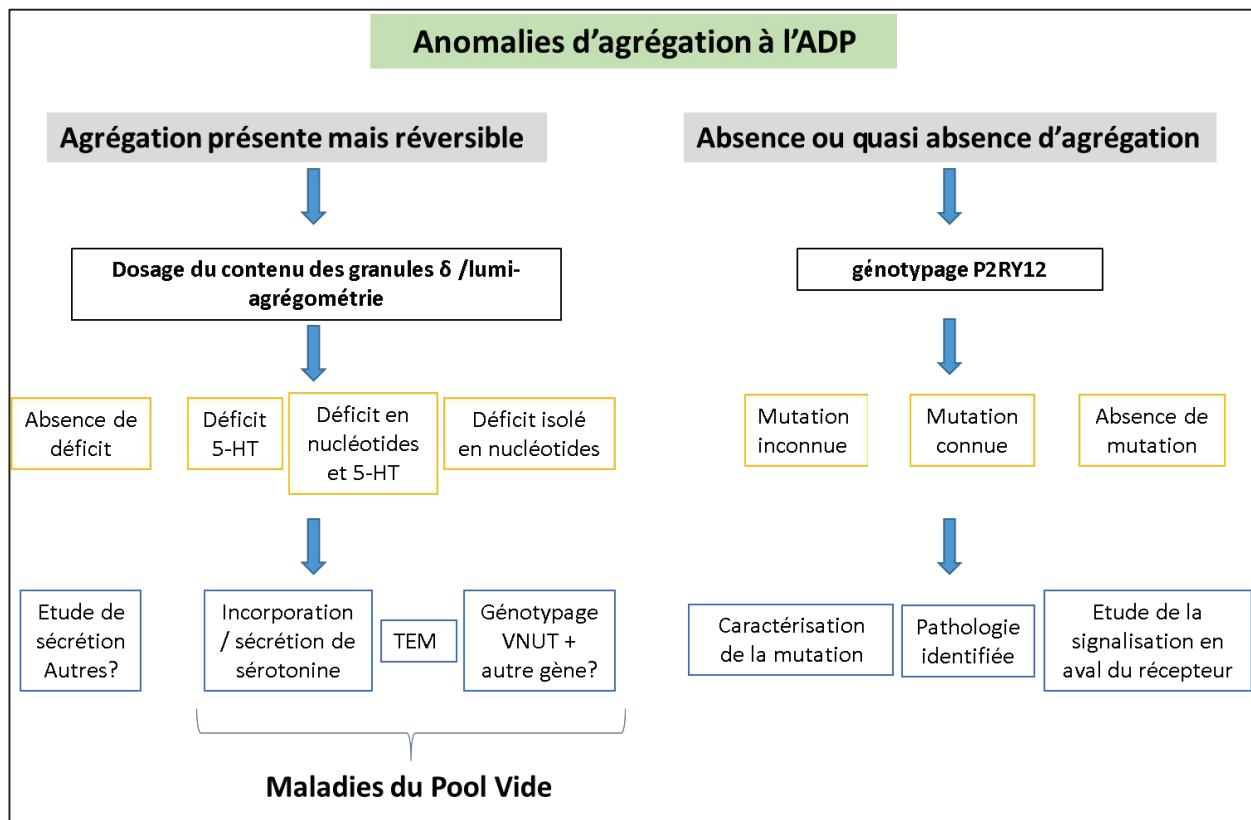 Anomalies d'agrégation à l'ADP
Agrégation présente mais réversible
Absence ou quasi absence d'agrégation
Dosage du contenu des granules δ /lumi-
agrégométrie
génotypage P2RY12
Absence de
déficit
Déficit
5-HT
Déficit en
nucléotides
et 5-HT
Déficit isolé
en nucléotides
Mutation
inconnue
Mutation
connue
Absence de
mutation
Etude de
sécrétion
Autres?
Incorporation
/ sécrétion de
sérotonine
TEM
Génotypage
VNUT +
autre gène?
Caractérisation
de la mutation
Pathologie
identifiée
Etude de la
signalisation en
aval du récepteur
Maladies du Pool Vide